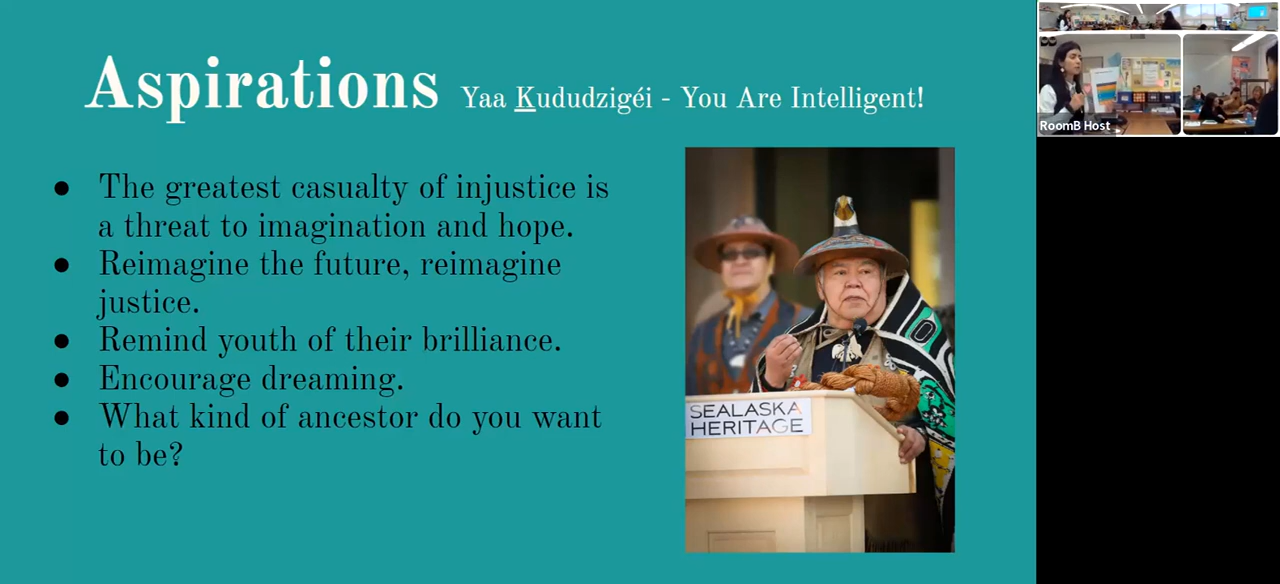 Aspirations Yaa Ḵududzigéi - You Are Intelligent!
● The greatest casualty of injustice is
a threat to imagination and hope.
● Reimagine the future, reimagine
justice.
● Remind youth of their brilliance.
● Encourage dreaming.
● What kind of ancestor do you want
to be?
SEALASKA
HERITAGE
RoomB Host